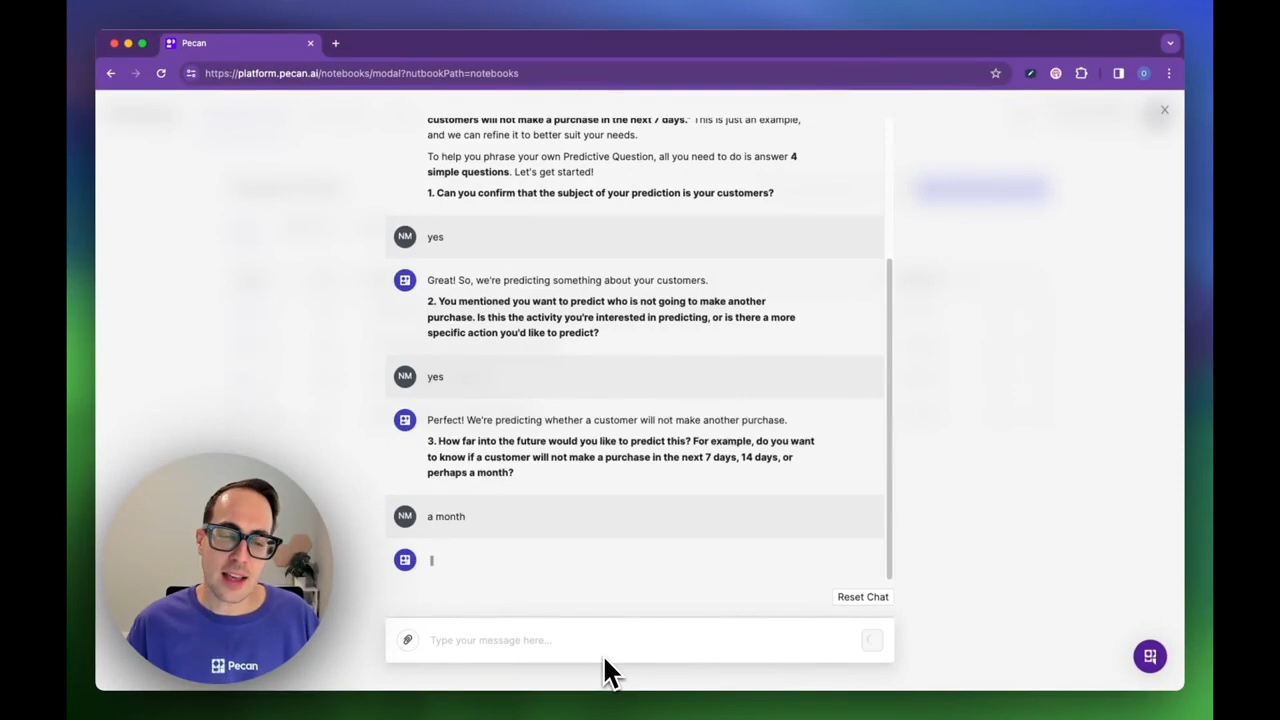 Pecan
https://platform.pecan.ai/notebooks/modal?nutbookPath=notebooks
customers will not make a purchase in the next 7 days." This is just an example,
and we can refine it to better suit your needs.
To help you phrase your own Predictive Question, all you need to do is answer 4
simple questions. Let's get started!
1. Can you confirm that the subject of your prediction is your customers?
NM yes
Great! So, we're predicting something about your customers.
2. You mentioned you want to predict who is not going to make another
purchase. Is this the activity you're interested in predicting, or is there a more
specific action you'd like to predict?
NM yes
Perfect! We're predicting whether a customer will not make another purchase.
3. How far into the future would you like to predict this? For example, do you want
to know if a customer will not make a purchase in the next 7 days, 14 days, or
perhaps a month?
NM a month
Reset Chat
Type your message here...
Pecan